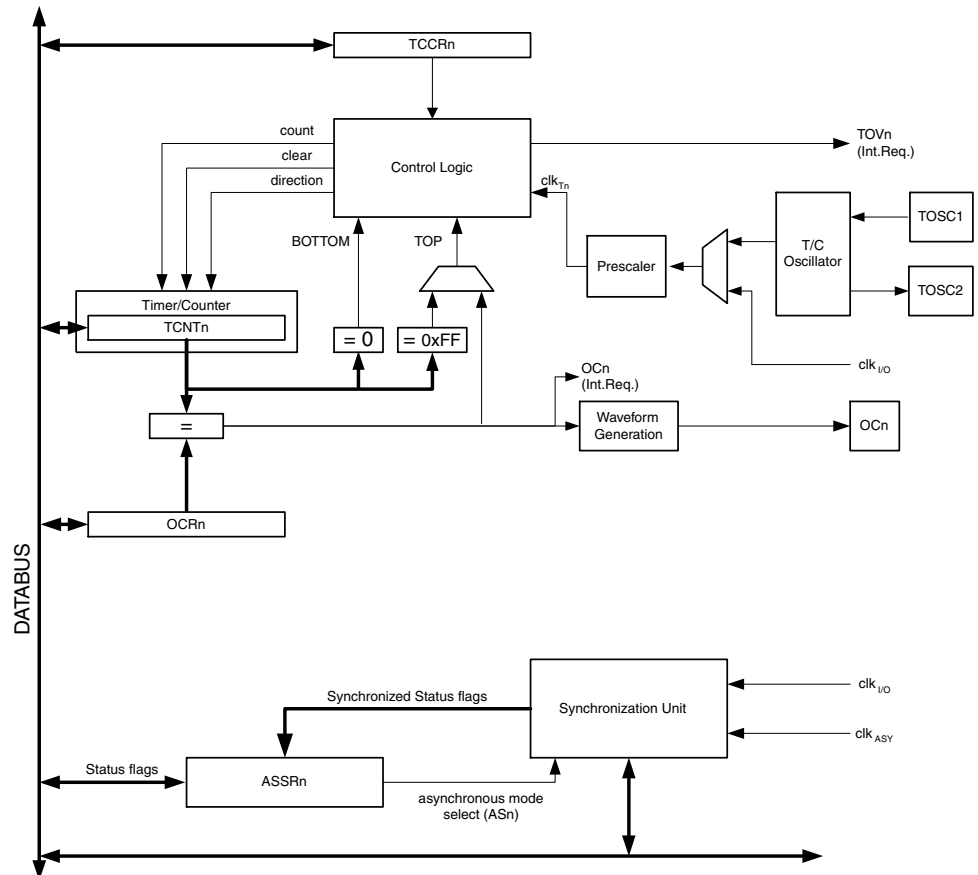 TCCRn
count
clear
direction
Control Logic
TOVn
(Int.Req.)
clkTn
BOTTOM
TOP
Prescaler
T/C
Oscillator
TOSC1
TOSC2
Timer/Counter
TCNTn
= 0
= 0xFF
clkI/O
OCn
(Int.Req.)
=
Waveform
Generation
OCn
OCRn
DATABUS
Synchronized Status flags
Synchronization Unit
clkI/O
clkASY
Status flags
ASSRn
asynchronous mode
select (ASn)